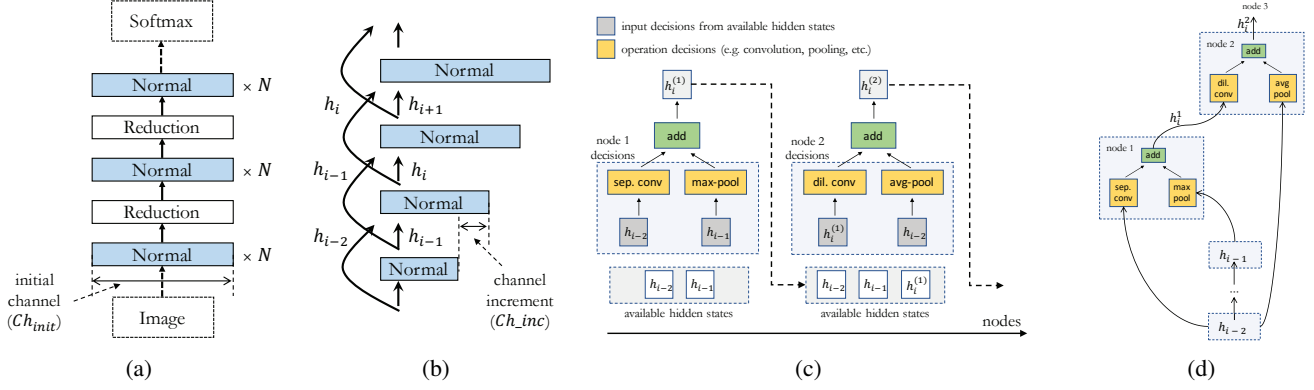 Softmax
Normal × N
Reduction
Normal × N
Reduction
Normal × N
initial
channel
(Ch_init)
Image
(a)
Normal
h_i h_{i+1}
Normal
h_{i−1} h_i
Normal
h_{i−2} h_{i−1}
Normal
channel
increment
(Ch_inc)
(b)
input decisions from available hidden states
operation decisions (e.g. convolution, pooling, etc.)
h_i^{(1)} h_i^{(2)}
add add
node 1
decisions
node 2
decisions
sep. conv max-pool dil. conv avg-pool
h_{i−2} h_{i−1} h_i^{(1)} h_{i−2}
h_{i−2} h_{i−1} h_{i−2} h_{i−1} h_i^{(1)}
available hidden states available hidden states
nodes
(c)
node 3
h_i^2
node 2
add
dil.
conv
avg
pool
h_i^1
node 1
add
sep.
conv
max
pool
h_{i−1}
...
h_{i−2}
(d)